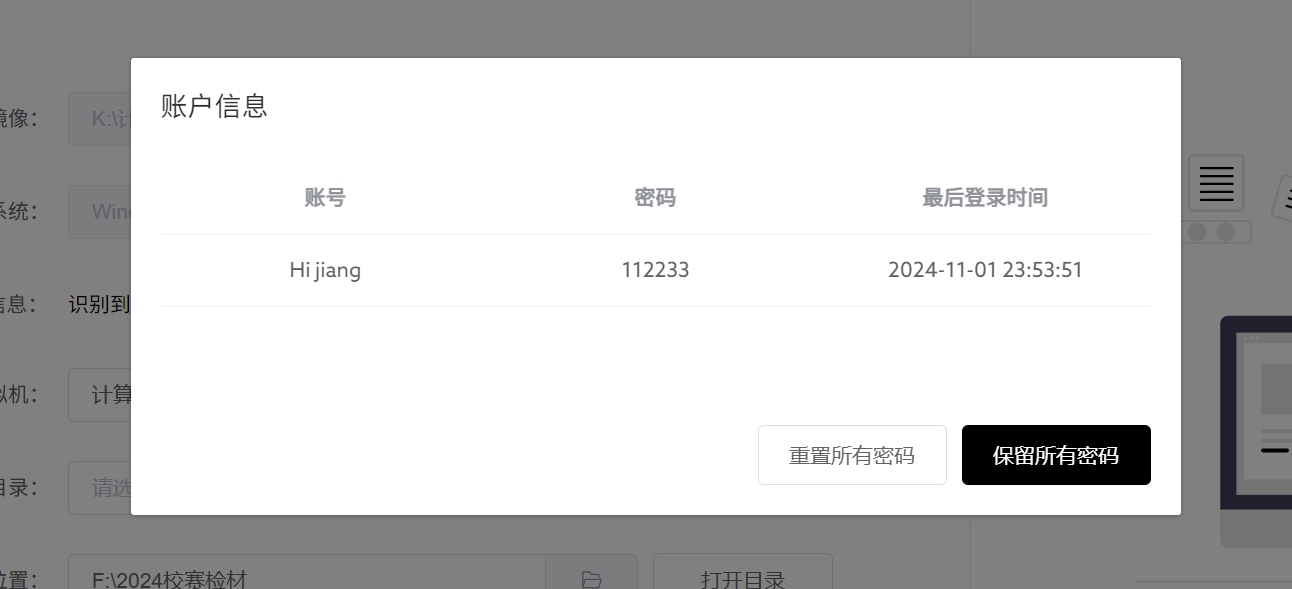 账户信息
镜像：
K:\计
账号 密码 最后登录时间
系统：
Wind
Hi jiang 112233 2024-11-01 23:53:51
信息：
识别到
拟机：
计算
重置所有密码 保留所有密码
目录：
请选
位置：
F:\2024校赛检材
打开目录